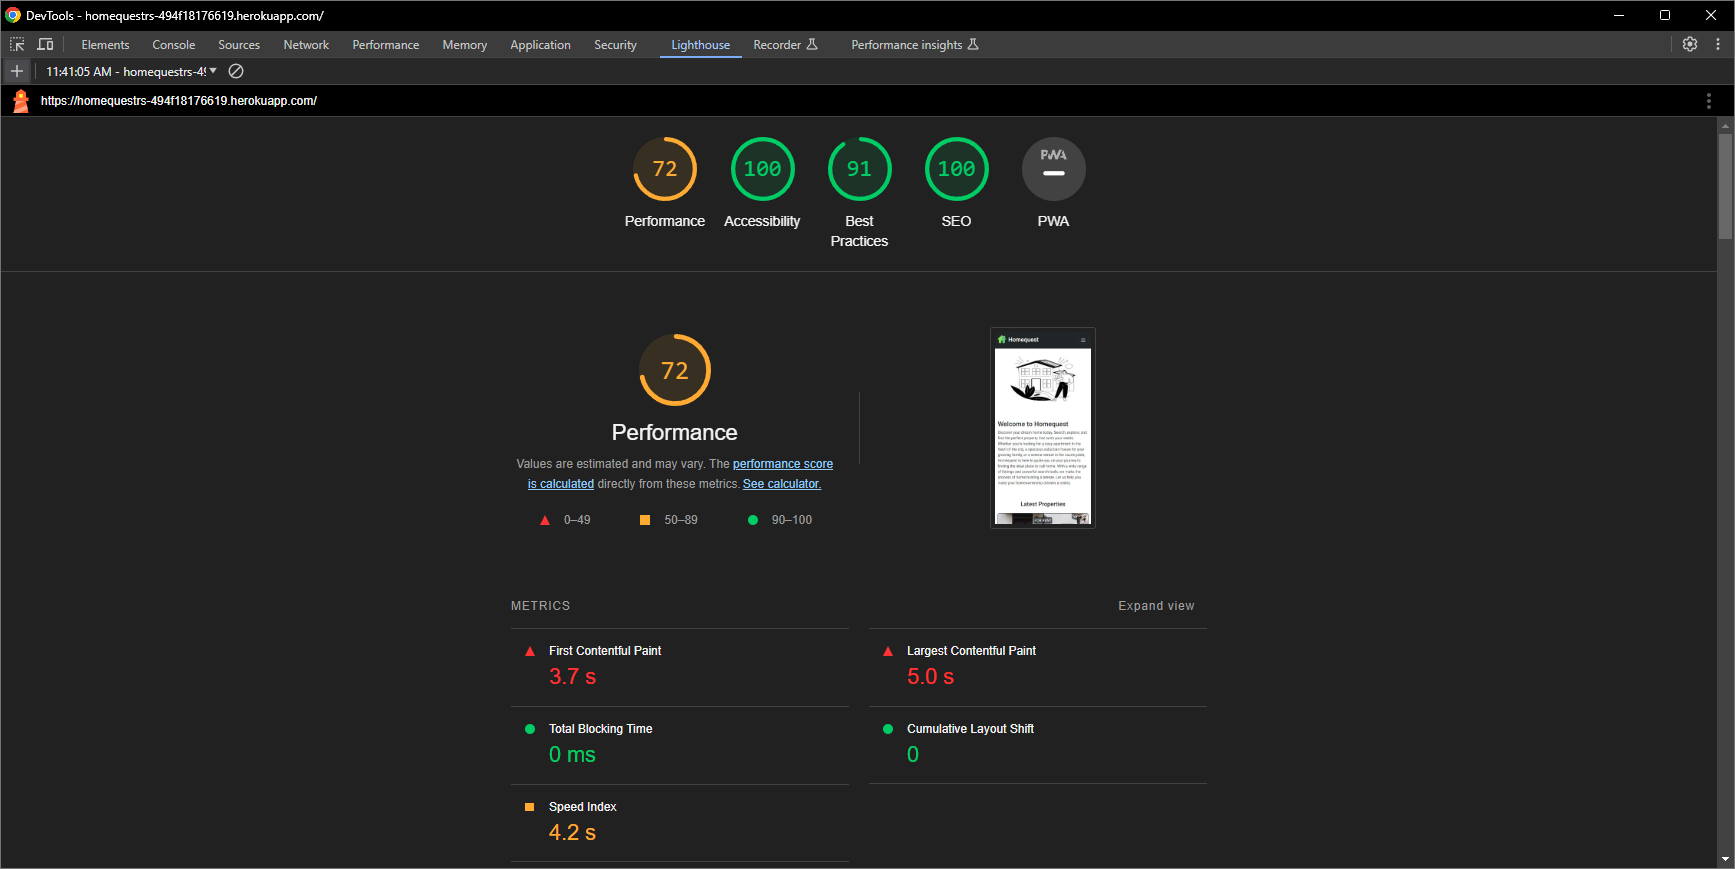 DevTools - homequestrs-494f18176619.herokuapp.com/
Elements Console Sources Network Performance Memory Application Security Lighthouse Recorder Performance insights
11:41:05 AM - homequestrs-49
https://homequestrs-494f18176619.herokuapp.com/
72 100 91 100 PWA
Performance Accessibility Best Practices SEO PWA
72
Performance
Values are estimated and may vary. The performance score
is calculated directly from these metrics. See calculator.
0–49 50–89 90–100
Homequest
Welcome to Homequest
Latest Properties
FOR RENT
METRICS Expand view
First Contentful Paint
3.7 s
Largest Contentful Paint
5.0 s
Total Blocking Time
0 ms
Cumulative Layout Shift
0
Speed Index
4.2 s